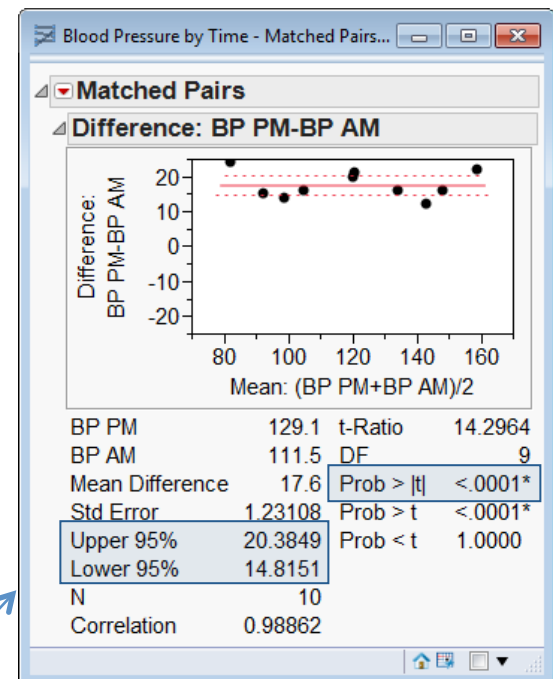 Blood Pressure by Time - Matched Pairs...
Matched Pairs
Difference: BP PM-BP AM
Difference:
BP PM-BP AM
20
10
0
-10
-20
80 100 120 140 160
Mean: (BP PM+BP AM)/2
BP PM 129.1 t-Ratio 14.2964
BP AM 111.5 DF 9
Mean Difference 17.6 Prob > |t| <.0001*
Std Error 1.23108 Prob > t <.0001*
Upper 95% 20.3849 Prob < t 1.0000
Lower 95% 14.8151
N 10
Correlation 0.98862